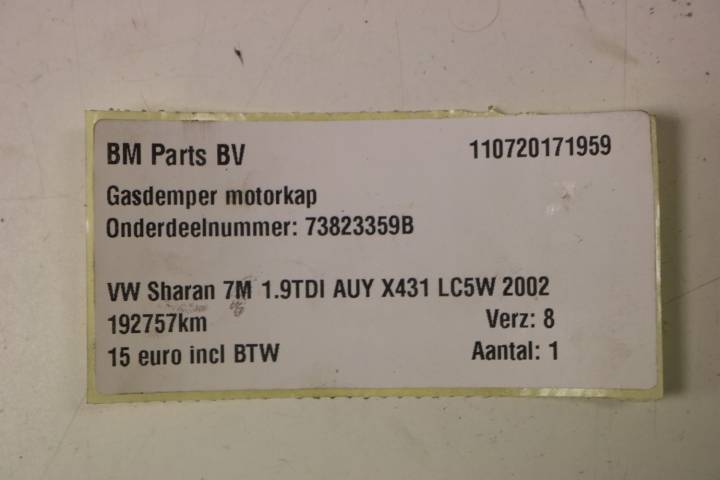 BM Parts BV 110720171959
Gasdemper motorkap
Onderdeelnummer: 73823359B
VW Sharan 7M 1.9TDI AUY X431 LC5W 2002
192757km Verz: 8
15 euro incl BTW Aantal: 1